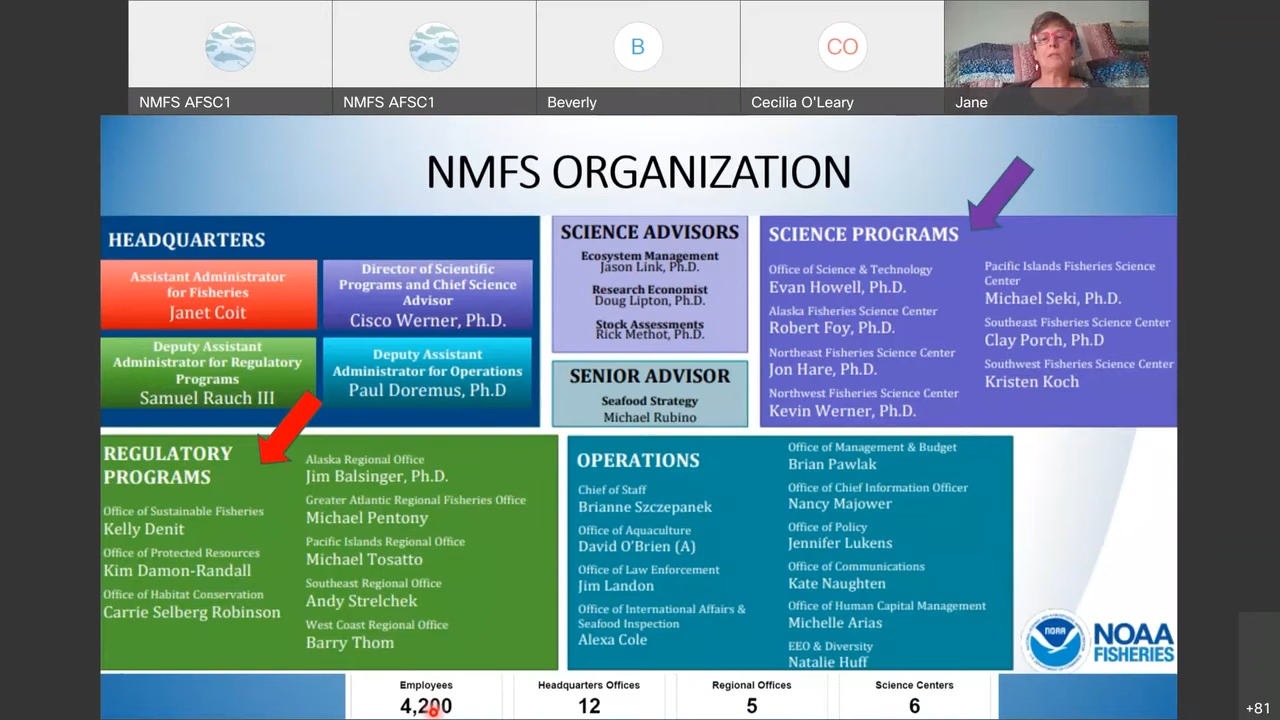 NMFS AFSC1
NMFS AFSC1
B
Beverly
CO
Cecilia O'Leary
Jane
NMFS ORGANIZATION
HEADQUARTERS
Assistant Administrator
for Fisheries
Janet Coit
Director of Scientific
Programs and Chief Science
Advisor
Cisco Werner, Ph.D.
Deputy Assistant
Administrator for Regulatory
Programs
Samuel Rauch III
Deputy Assistant
Administrator for Operations
Paul Doremus, Ph.D
SCIENCE ADVISORS
Ecosystem Management
Jason Link, Ph.D.
Research Economist
Doug Lipton, Ph.D.
Stock Assessments
Rick Methot, Ph.D.
SENIOR ADVISOR
Seafood Strategy
Michael Rubino
SCIENCE PROGRAMS
Office of Science & Technology
Evan Howell, Ph.D.
Alaska Fisheries Science Center
Robert Foy, Ph.D.
Northeast Fisheries Science Center
Jon Hare, Ph.D.
Northwest Fisheries Science Center
Kevin Werner, Ph.D.
Pacific Islands Fisheries Science
Center
Michael Seki, Ph.D.
Southeast Fisheries Science Center
Clay Porch, Ph.D
Southwest Fisheries Science Center
Kristen Koch
REGULATORY
PROGRAMS
Office of Sustainable Fisheries
Kelly Denit
Office of Protected Resources
Kim Damon-Randall
Office of Habitat Conservation
Carrie Selberg Robinson
Alaska Regional Office
Jim Balsinger, Ph.D.
Greater Atlantic Regional Fisheries Office
Michael Pentony
Pacific Islands Regional Office
Michael Tosatto
Southeast Regional Office
Andy Strelchek
West Coast Regional Office
Barry Thom
OPERATIONS
Chief of Staff
Brianne Szczepanek
Office of Aquaculture
David O'Brien (A)
Office of Law Enforcement
Jim Landon
Office of International Affairs &
Seafood Inspection
Alexa Cole
Office of Management & Budget
Brian Pawlak
Office of Chief Information Officer
Nancy Majower
Office of Policy
Jennifer Lukens
Office of Communications
Kate Naughten
Office of Human Capital Management
Michelle Arias
EEO & Diversity
Natalie Huff
NOAA
NOAA
FISHERIES
Employees
4,200
Headquarters Offices
12
Regional Offices
5
Science Centers
6
+81